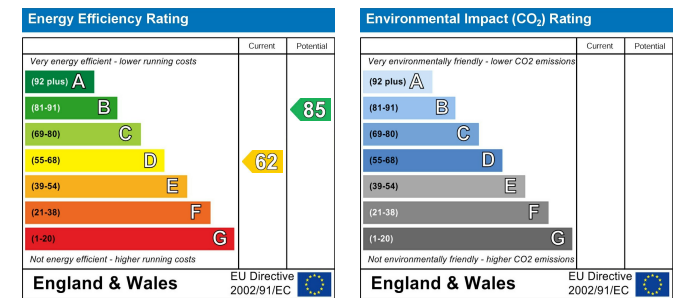 Energy Efficiency Rating
Current Potential
Very energy efficient - lower running costs
(92 plus) A
(81-91) B
85
(69-80) C
(55-68) D
62
(39-54) E
(21-38) F
(1-20) G
Not energy efficient - higher running costs
England & Wales
EU Directive
2002/91/EC
Environmental Impact (CO2) Rating
Current Potential
Very environmentally friendly - lower CO2 emissions
(92 plus) A
(81-91) B
(69-80) C
(55-68) D
(39-54) E
(21-38) F
(1-20) G
Not environmentally friendly - higher CO2 emissions
England & Wales
EU Directive
2002/91/EC